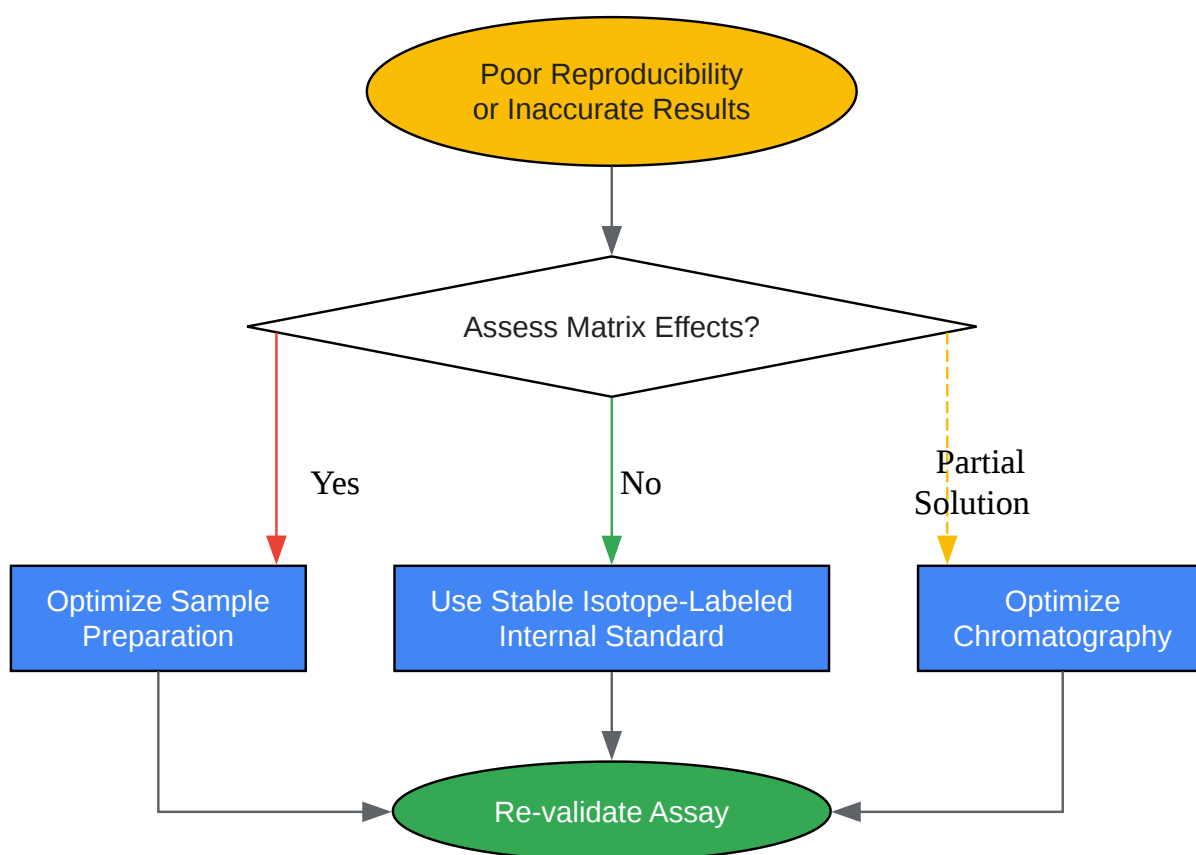 Poor Reproducibility
or Inaccurate Results
Assess Matrix Effects?
Yes
No
Partial
Solution
Optimize Sample
Preparation
Use Stable Isotope-Labeled
Internal Standard
Optimize
Chromatography
Re-validate Assay